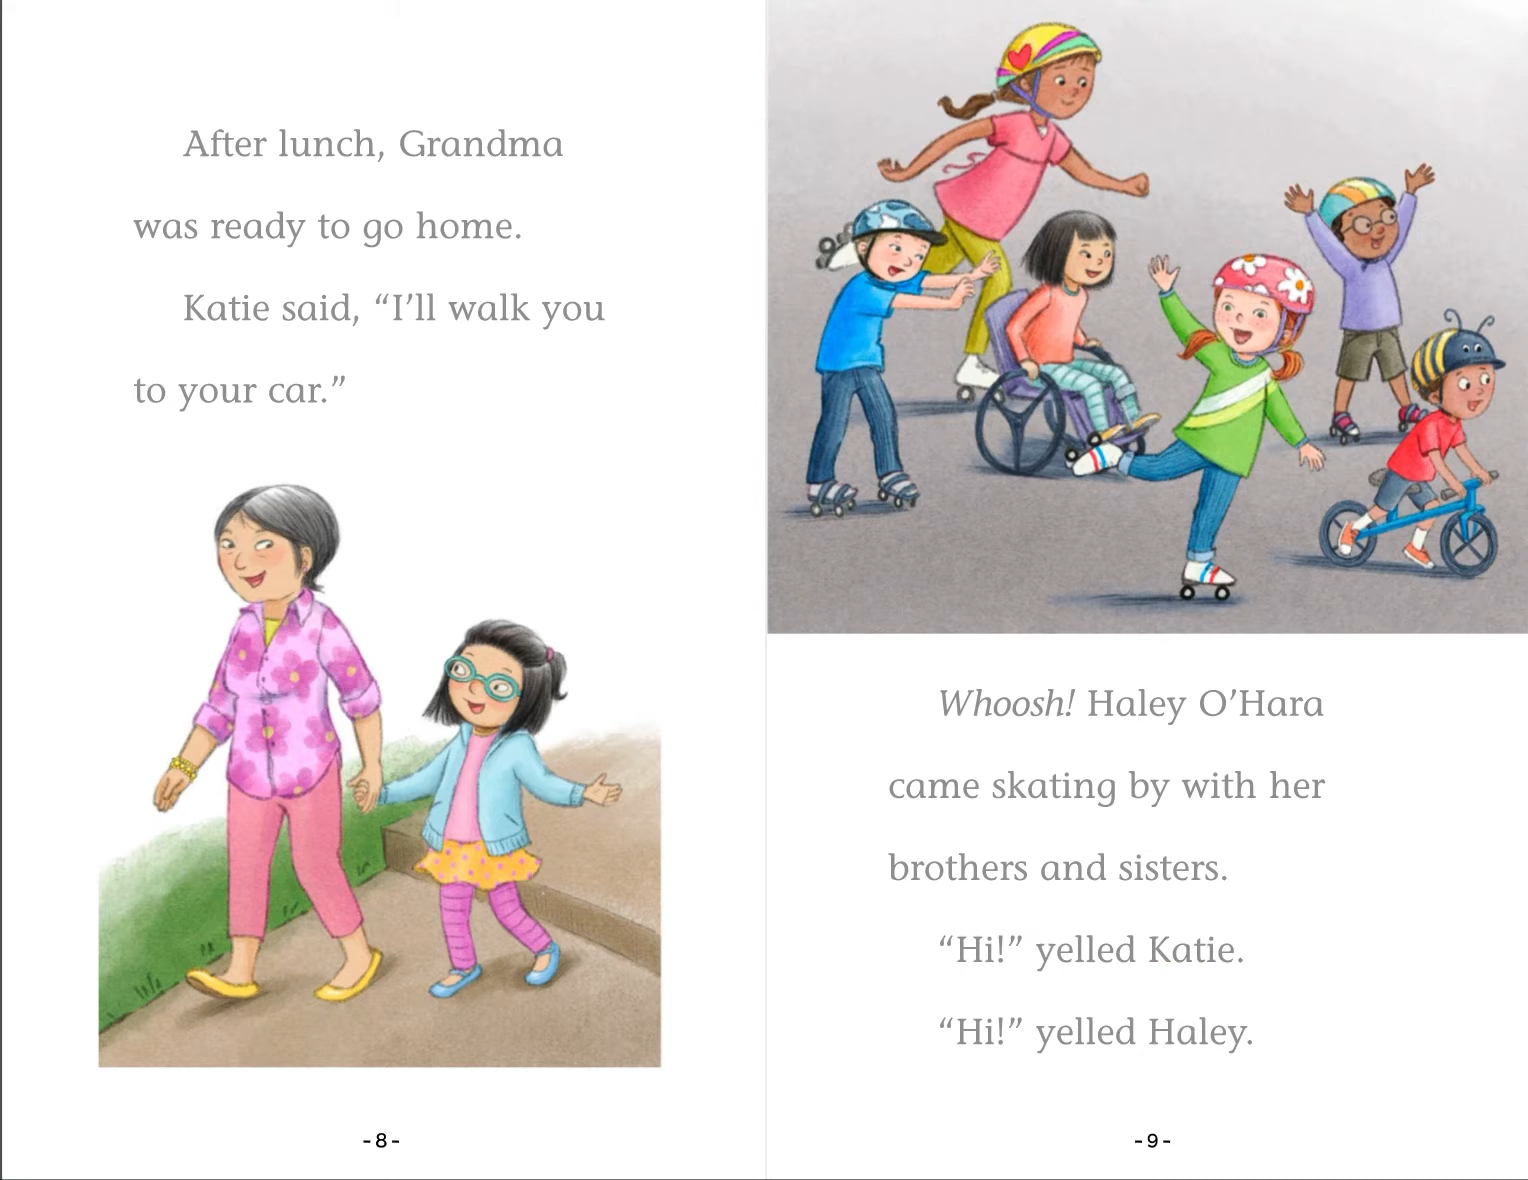 After lunch, Grandma
was ready to go home.
Katie said, “I’ll walk you
to your car.”
-8-
Whoosh! Haley O’Hara
came skating by with her
brothers and sisters.
“Hi!” yelled Katie.
“Hi!” yelled Haley.
-9-